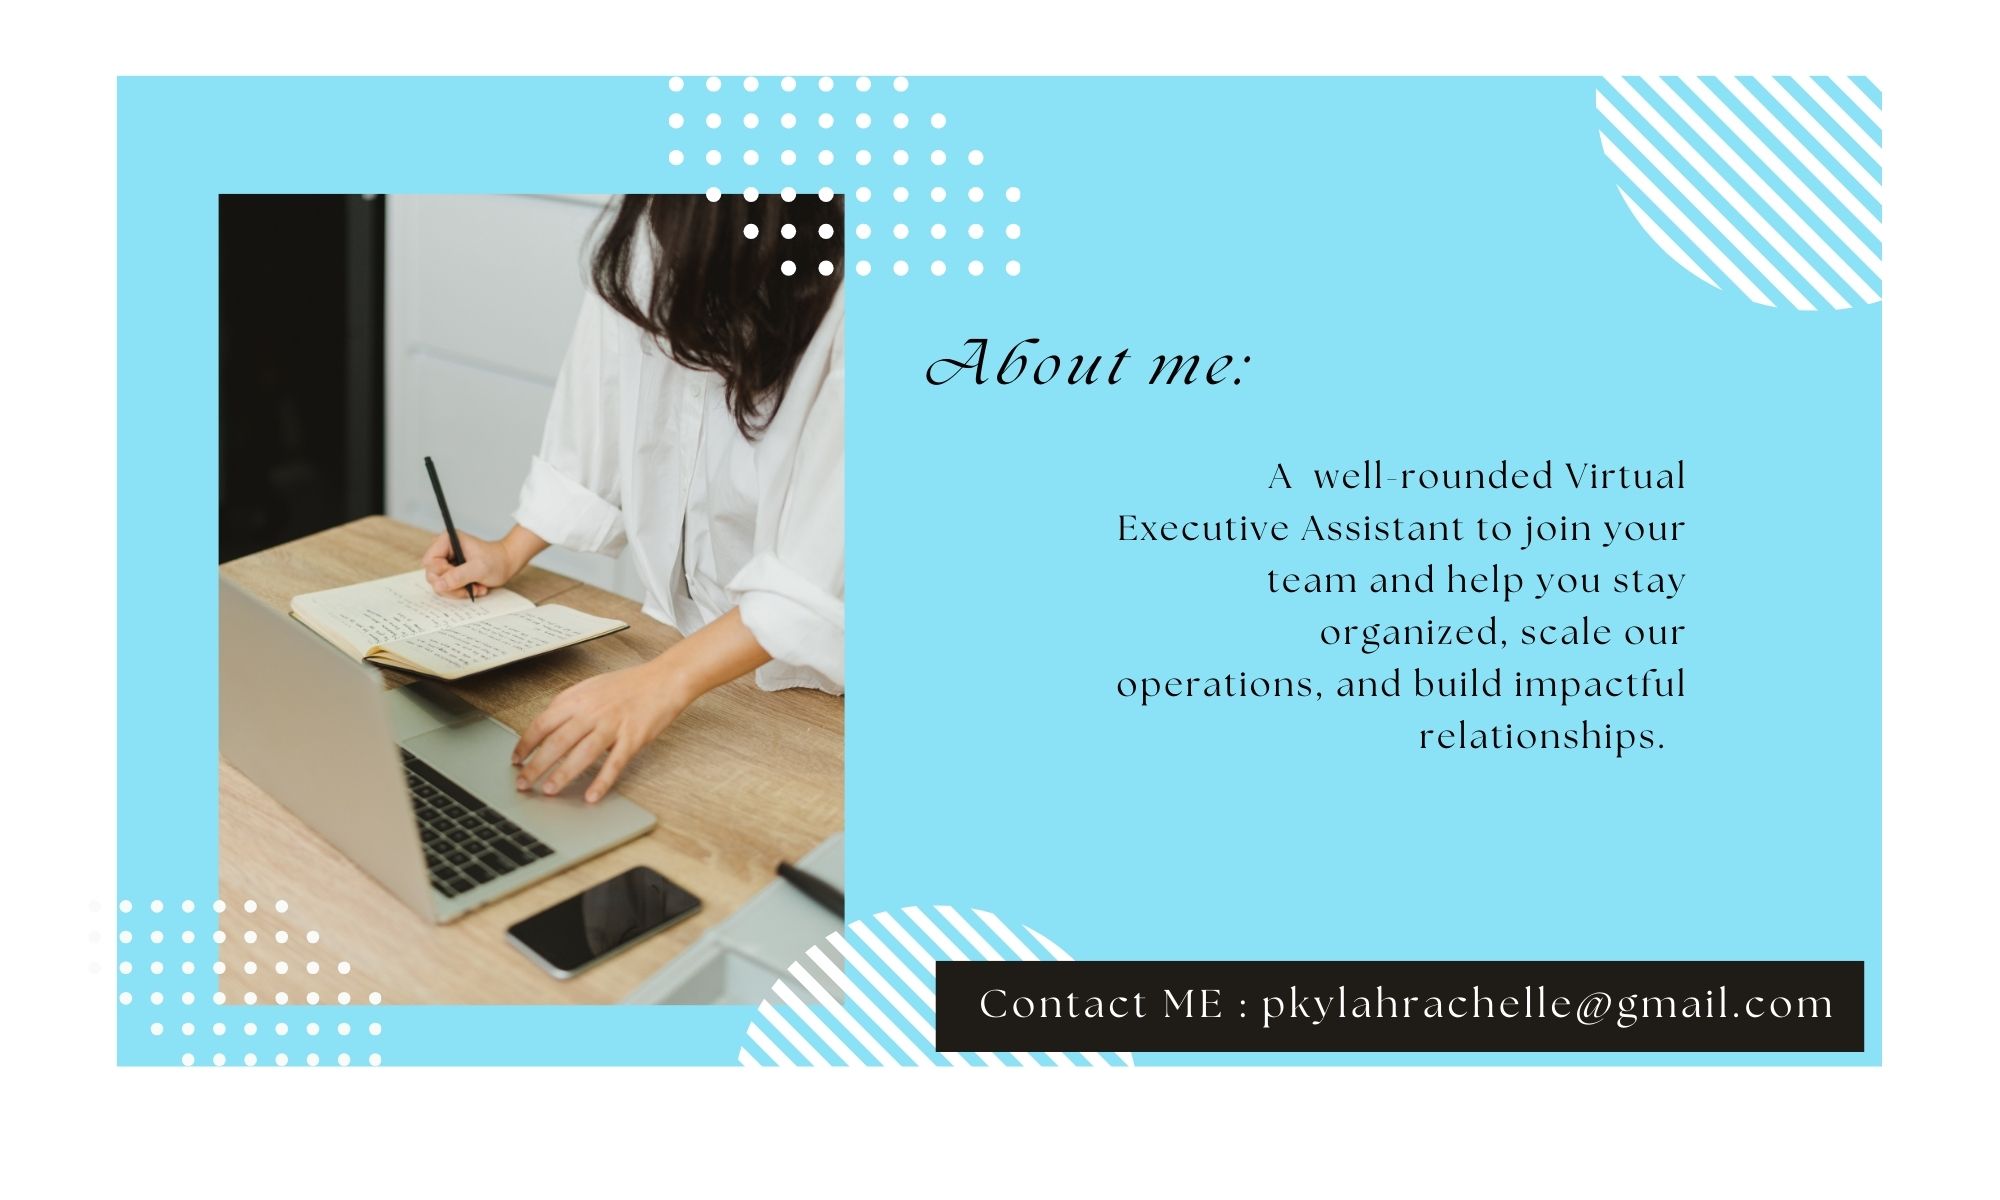 About me:
A well-rounded Virtual
Executive Assistant to join your
team and help you stay
organized, scale our
operations, and build impactful
relationships.
Contact ME : pkylahrachelle@gmail.com